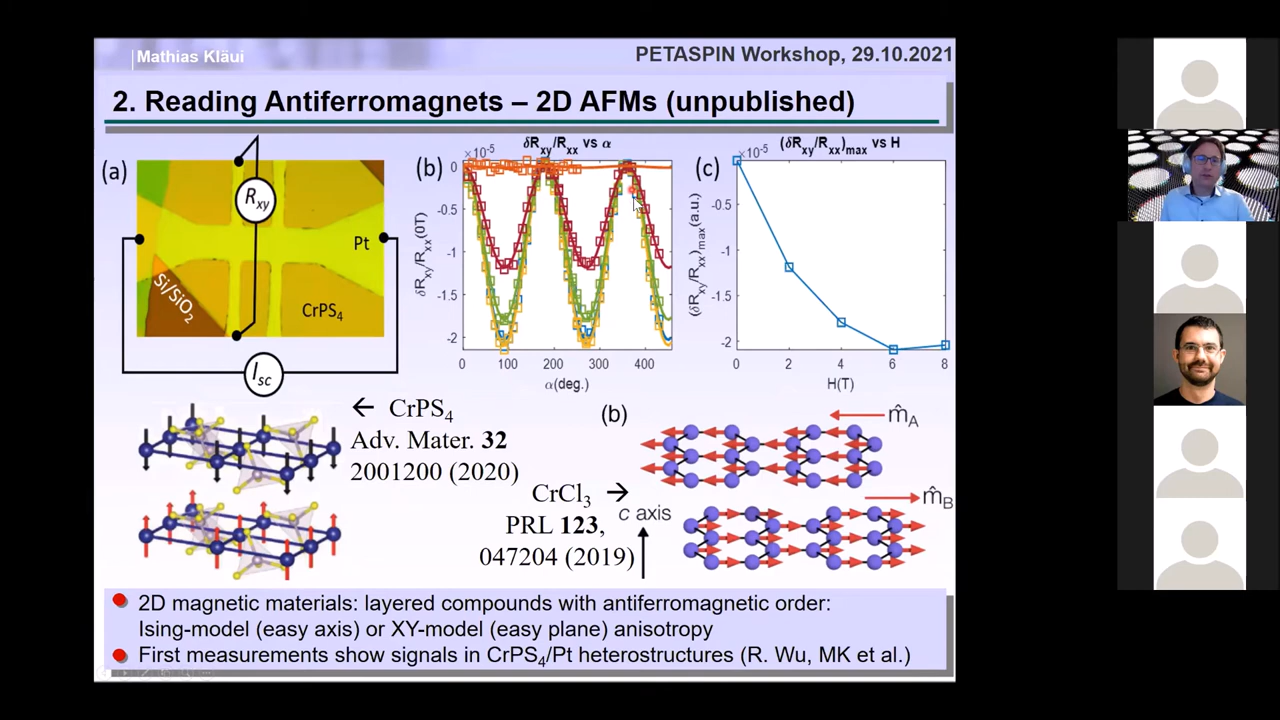 Mathias Kläui
PETASPIN Workshop, 29.10.2021
2. Reading Antiferromagnets – 2D AFMs (unpublished)
(a)
Rxy
Pt
Si/SiO2
CrPS4
Isc
(b)
×10-5
δRxy/Rxx vs α
δRxy/Rxx(0T)
0
-0.5
-1
-1.5
-2
0 100 200 300 400
α(deg.)
(c)
(δRxy/Rxx)max vs H
×10-5
(δRxy/Rxx)max(a.u.)
-0.5
-1
-1.5
-2
0 2 4 6 8
H(T)
← CrPS4
Adv. Mater. 32
2001200 (2020)
(b)
m̂A
CrCl3 →
PRL 123,
047204 (2019)
c axis
m̂B
2D magnetic materials: layered compounds with antiferromagnetic order:
Ising-model (easy axis) or XY-model (easy plane) anisotropy
First measurements show signals in CrPS4/Pt heterostructures (R. Wu, MK et al.)